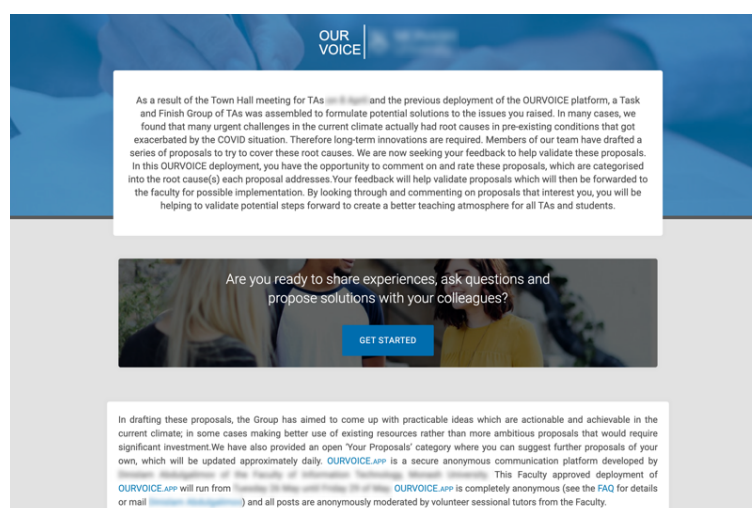 OUR
VOICE
As a result of the Town Hall meeting for TAs and the previous deployment of the OURVOICE platform, a Task
and Finish Group of TAs was assembled to formulate potential solutions to the issues you raised. In many cases, we
found that many urgent challenges in the current climate actually had root causes in pre-existing conditions that got
exacerbated by the COVID situation. Therefore long-term innovations are required. Members of our team have drafted a
series of proposals to try to cover these root causes. We are now seeking your feedback to help validate these proposals.
In this OURVOICE deployment, you have the opportunity to comment on and rate these proposals, which are categorised
into the root cause(s) each proposal addresses.Your feedback will help validate proposals which will then be forwarded to
the faculty for possible implementation. By looking through and commenting on proposals that interest you, you will be
helping to validate potential steps forward to create a better teaching atmosphere for all TAs and students.
Are you ready to share experiences, ask questions and
propose solutions with your colleagues?
GET STARTED
In drafting these proposals, the Group has aimed to come up with practicable ideas which are actionable and achievable in the
current climate; in some cases making better use of existing resources rather than more ambitious proposals that would require
significant investment.We have also provided an open 'Your Proposals' category where you can suggest further proposals of your
own, which will be updated approximately daily. OURVOICE.APP is a secure anonymous communication platform developed by
This Faculty approved deployment of
OURVOICE.APP will run from OURVOICE.APP is completely anonymous (see the FAQ for details
or mail ) and all posts are anonymously moderated by volunteer sessional tutors from the Faculty.